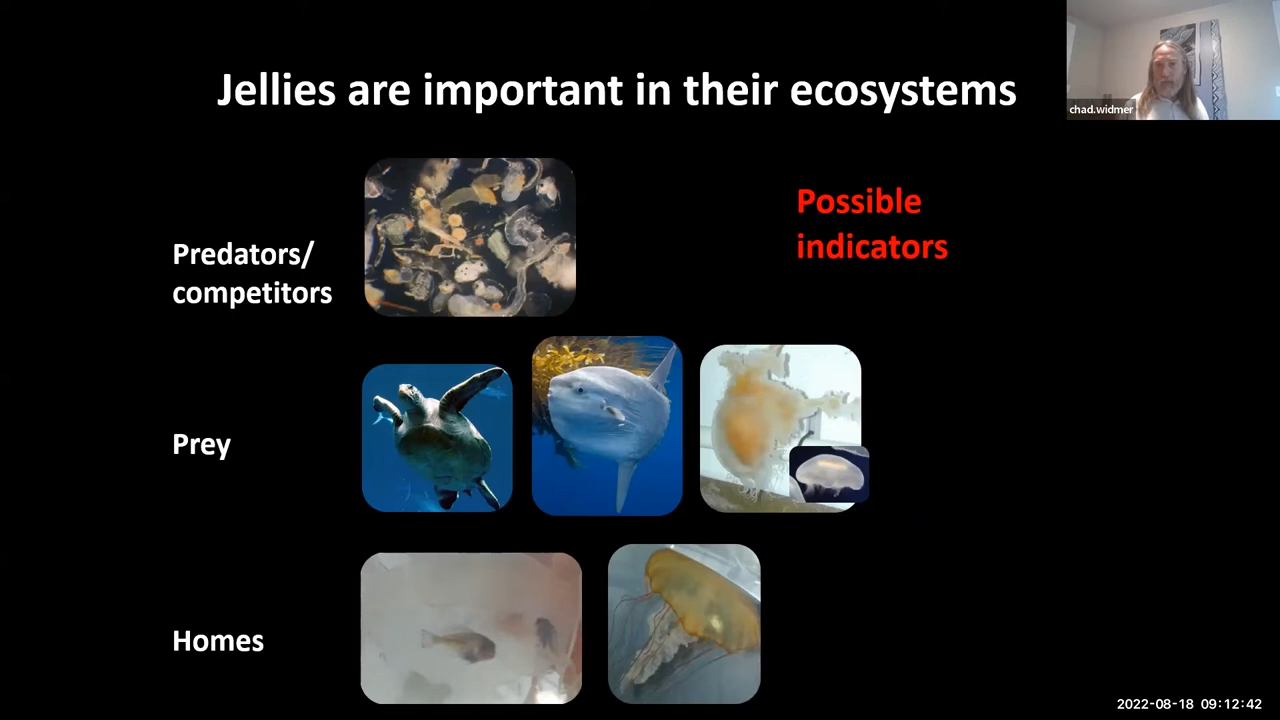 Jellies are important in their ecosystems
chad.widmer
Possible
indicators
Predators/
competitors
Prey
Homes
2022-08-18 09:12:42